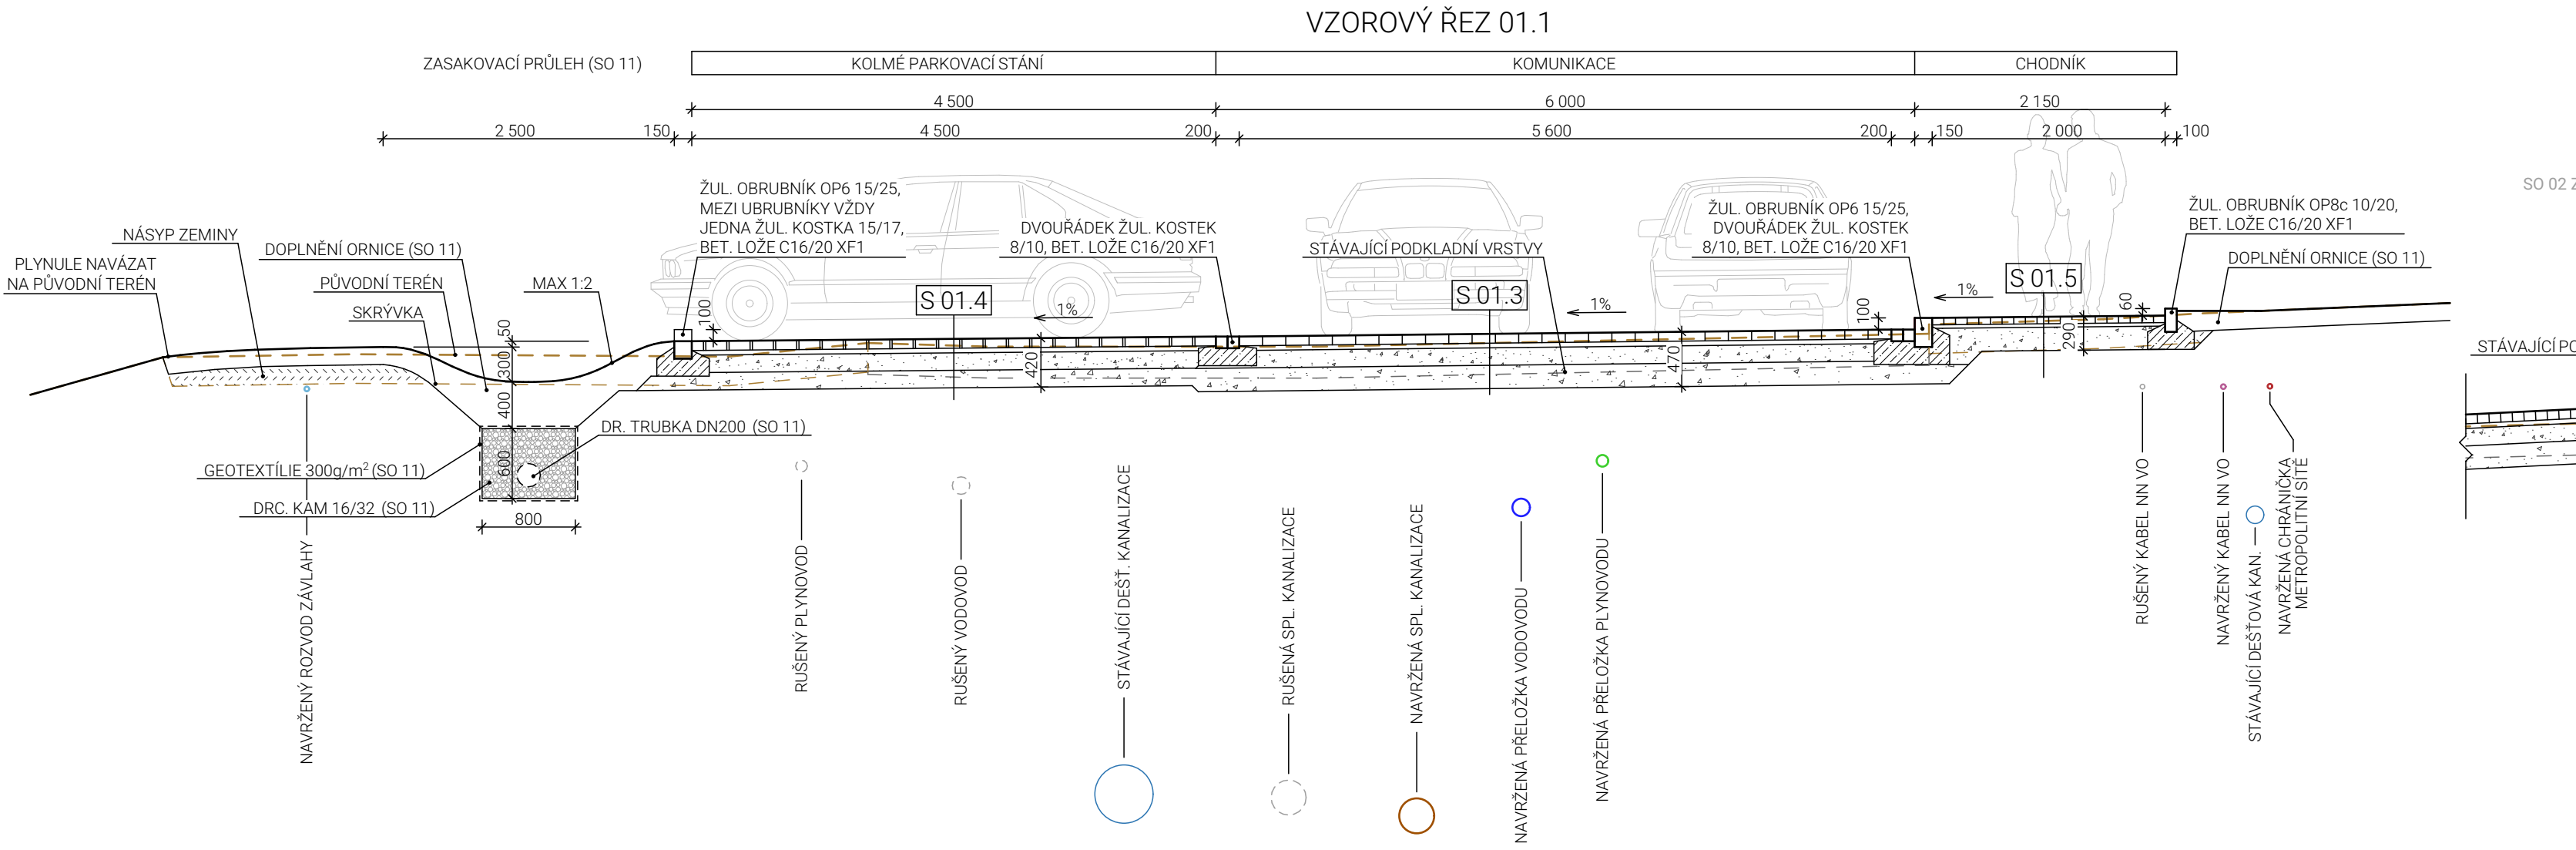 VZOROVÝ ŘEZ 01.1
ZASAKOVACÍ PRŮLEH (SO 11)
KOLMÉ PARKOVACÍ STÁNÍ
KOMUNIKACE
CHODNÍK
4 500
6 000
2 150
2 500
150
4 500
200
5 600
200
150
2 000
100
SO 02 Z
ŽUL. OBRUBNÍK OP6 15/25,
MEZI UBRUBNÍKY VŽDY
JEDNA ŽUL. KOSTKA 15/17,
BET. LOŽE C16/20 XF1
DVOUŘÁDEK ŽUL. KOSTEK
8/10, BET. LOŽE C16/20 XF1
STÁVAJÍCÍ PODKLADNÍ VRSTVY
ŽUL. OBRUBNÍK OP6 15/25,
DVOUŘÁDEK ŽUL. KOSTEK
8/10, BET. LOŽE C16/20 XF1
ŽUL. OBRUBNÍK OP8c 10/20,
BET. LOŽE C16/20 XF1
DOPLNĚNÍ ORNICE (SO 11)
NÁSYP ZEMINY
DOPLNĚNÍ ORNICE (SO 11)
PLYNULE NAVÁZAT
NA PŮVODNÍ TERÉN
PŮVODNÍ TERÉN
MAX 1:2
SKRÝVKA
S 01.4
S 01.3
S 01.5
1%
1%
1%
100
100
60
50
300
400
600
420
470
290
STÁVAJÍCÍ PO
DR. TRUBKA DN200 (SO 11)
GEOTEXTÍLIE 300g/m² (SO 11)
DRC. KAM 16/32 (SO 11)
800
NAVRŽENÝ ROZVOD ZÁVLAHY
RUŠENÝ PLYNOVOD
RUŠENÝ VODOVOD
STÁVAJÍCÍ DEŠŤ. KANALIZACE
RUŠENÁ SPL. KANALIZACE
NAVRŽENÁ SPL. KANALIZACE
NAVRŽENÁ PŘELOŽKA VODOVODU
NAVRŽENÁ PŘELOŽKA PLYNOVODU
RUŠENÝ KABEL NN VO
NAVRŽENÝ KABEL NN VO
STÁVAJÍCÍ DEŠŤOVÁ KAN.
NAVRŽENÁ CHRÁNIČKA
METROPOLITNÍ SÍTĚ